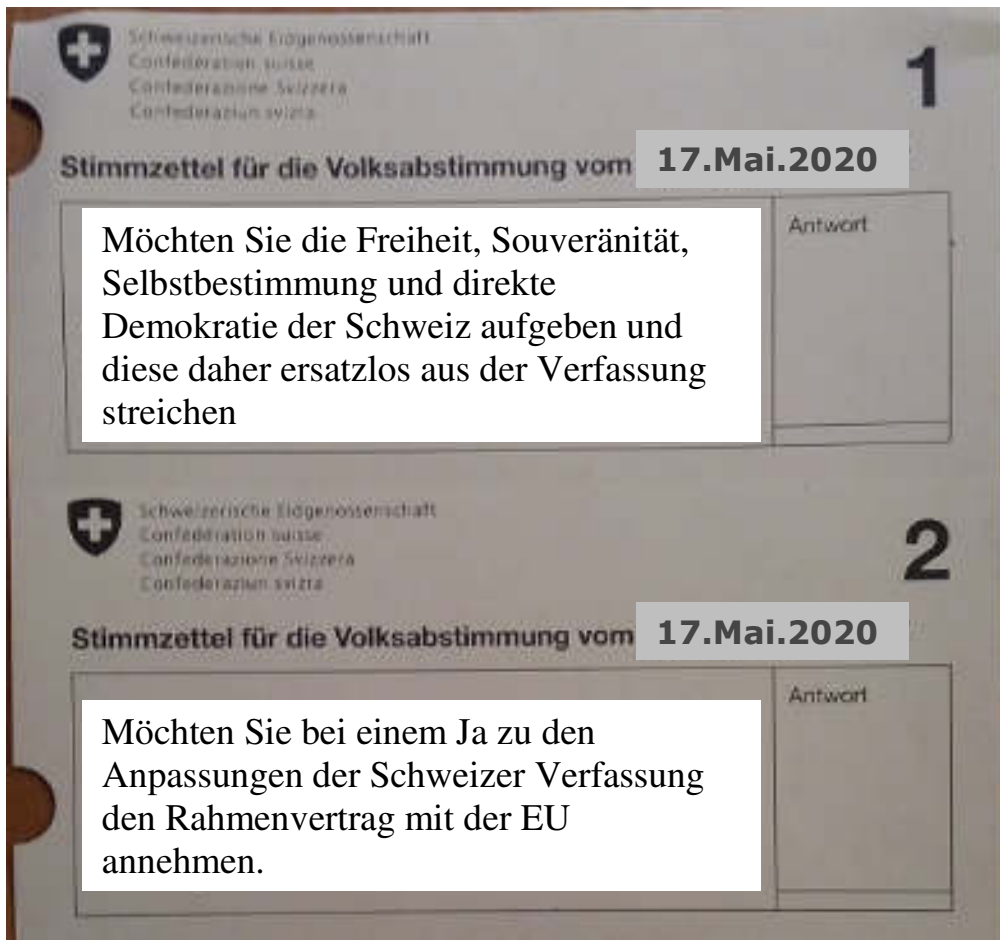 Schweizerische Eidgenossenschaft
Confédération suisse
Confederazione Svizzera
Confederaziun svizra
1
Stimmzettel für die Volksabstimmung vom 17.Mai.2020
Möchten Sie die Freiheit, Souveränität,
Selbstbestimmung und direkte
Demokratie der Schweiz aufgeben und
diese daher ersatzlos aus der Verfassung
streichen
Antwort
Schweizerische Eidgenossenschaft
Confédération suisse
Confederazione Svizzera
Confederaziun svizra
2
Stimmzettel für die Volksabstimmung vom 17.Mai.2020
Möchten Sie bei einem Ja zu den
Anpassungen der Schweizer Verfassung
den Rahmenvertrag mit der EU
annehmen.
Antwort